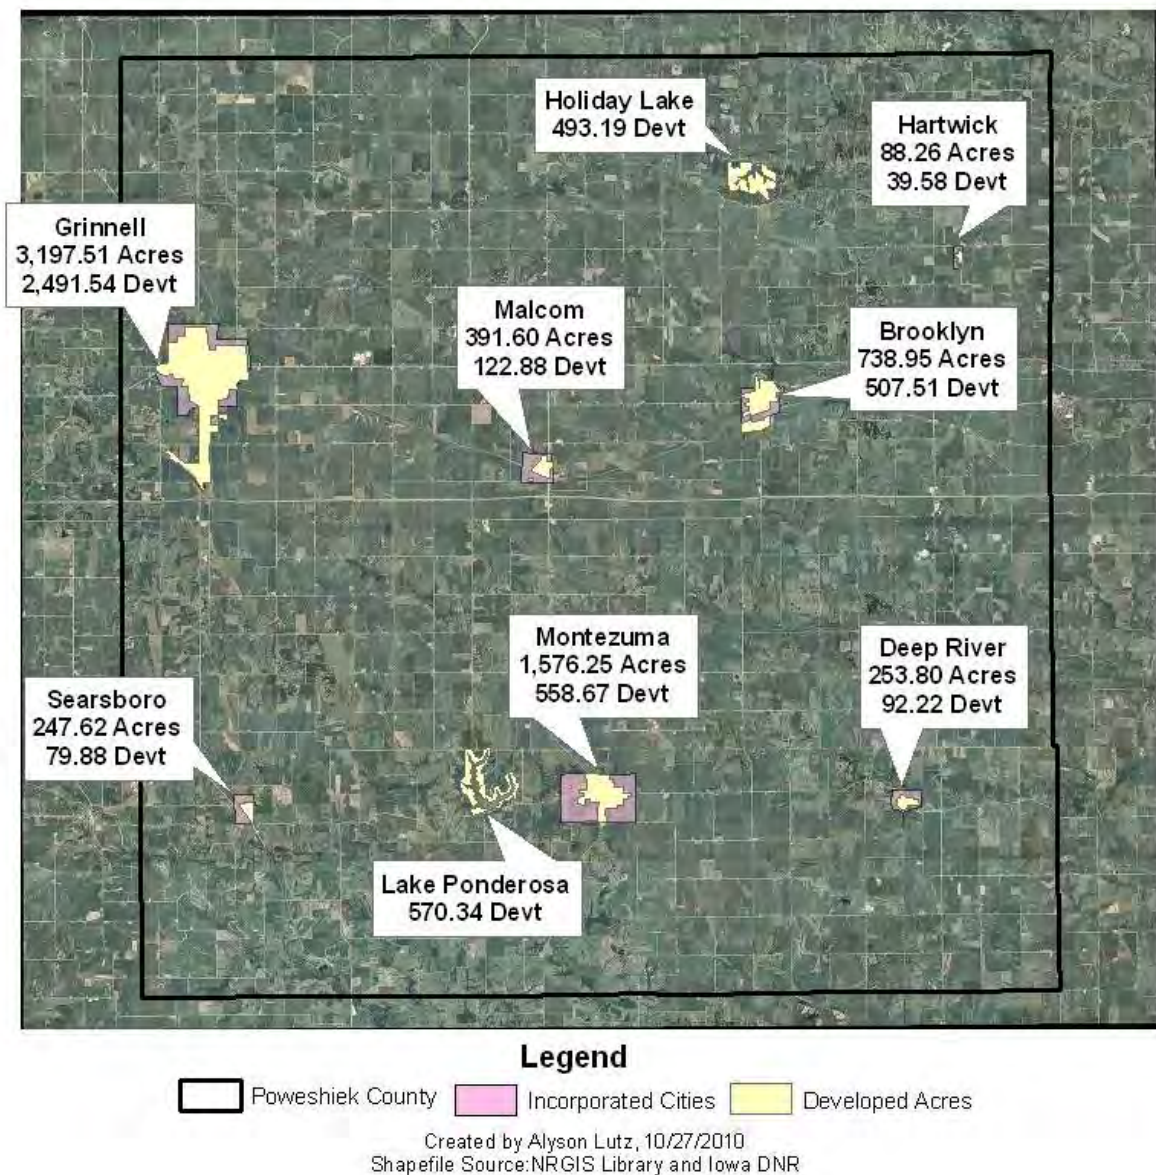 Holiday Lake
493.19 Devt
Hartwick
88.26 Acres
39.58 Devt
Grinnell
3,197.51 Acres
2,491.54 Devt
Malcom
391.60 Acres
122.88 Devt
Brooklyn
738.95 Acres
507.51 Devt
Montezuma
1,576.25 Acres
558.67 Devt
Deep River
253.80 Acres
92.22 Devt
Searsboro
247.62 Acres
79.88 Devt
Lake Ponderosa
570.34 Devt
Legend
Poweshiek County
Incorporated Cities
Developed Acres
Created by Alyson Lutz, 10/27/2010
Shapefile Source:NRGIS Library and Iowa DNR